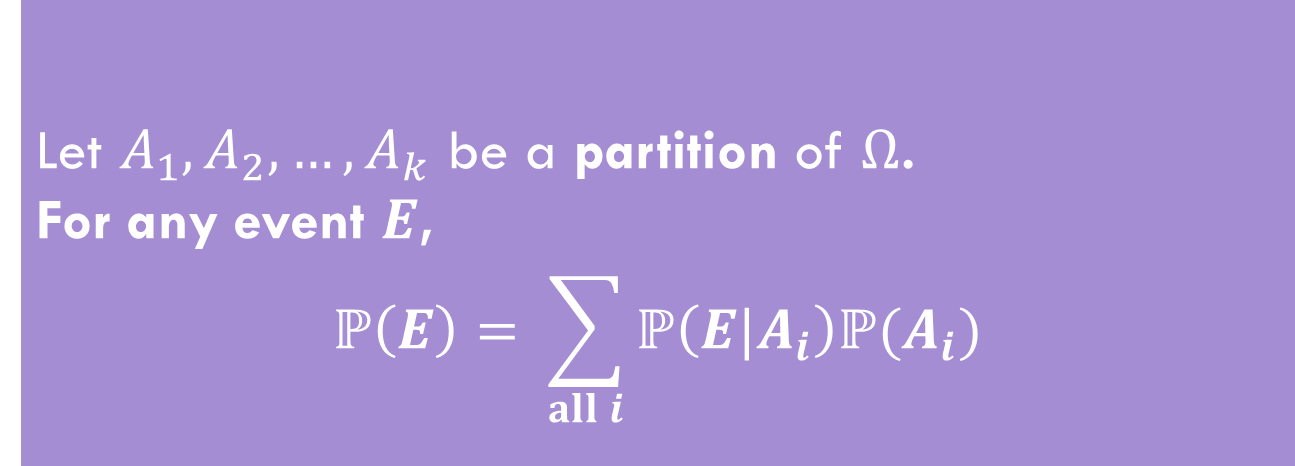 Let A₁, A₂, … , Aₖ be a partition of Ω.
For any event E,
ℙ(E) = ∑ ℙ(E|Aᵢ)ℙ(Aᵢ)
all i